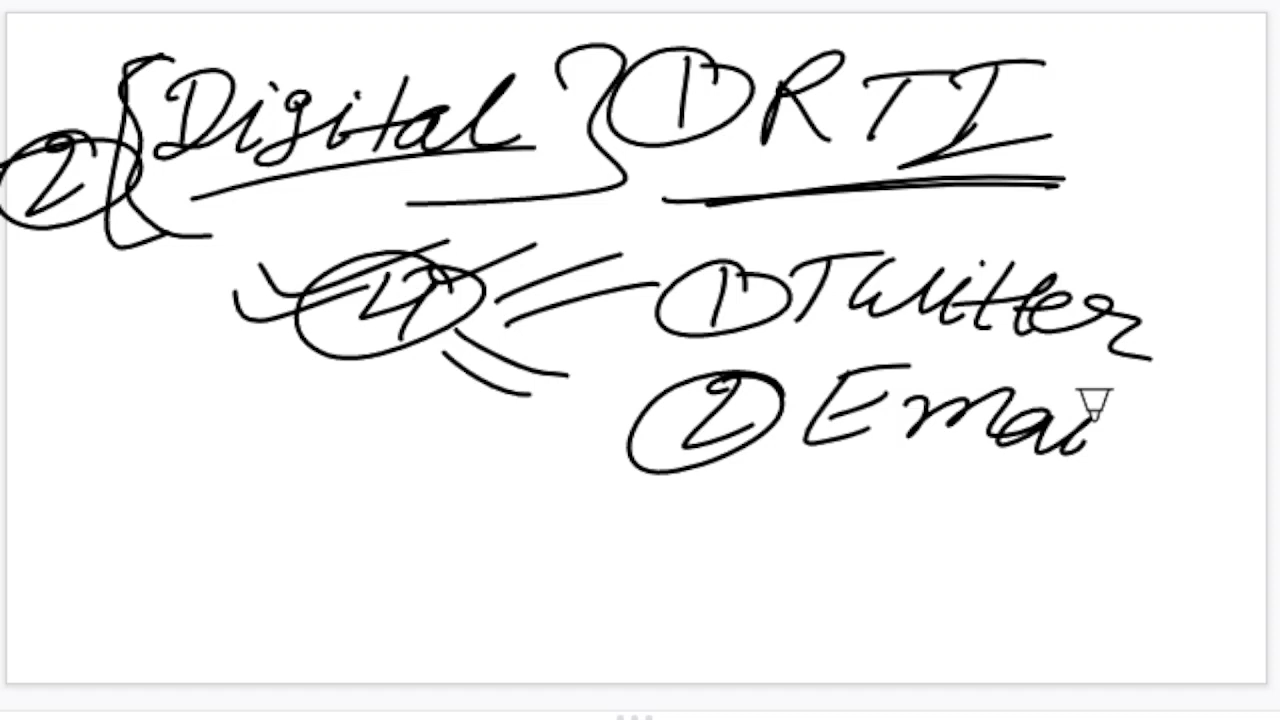 ② {Digital} ① RTI
④ ① Twitter
② Emai